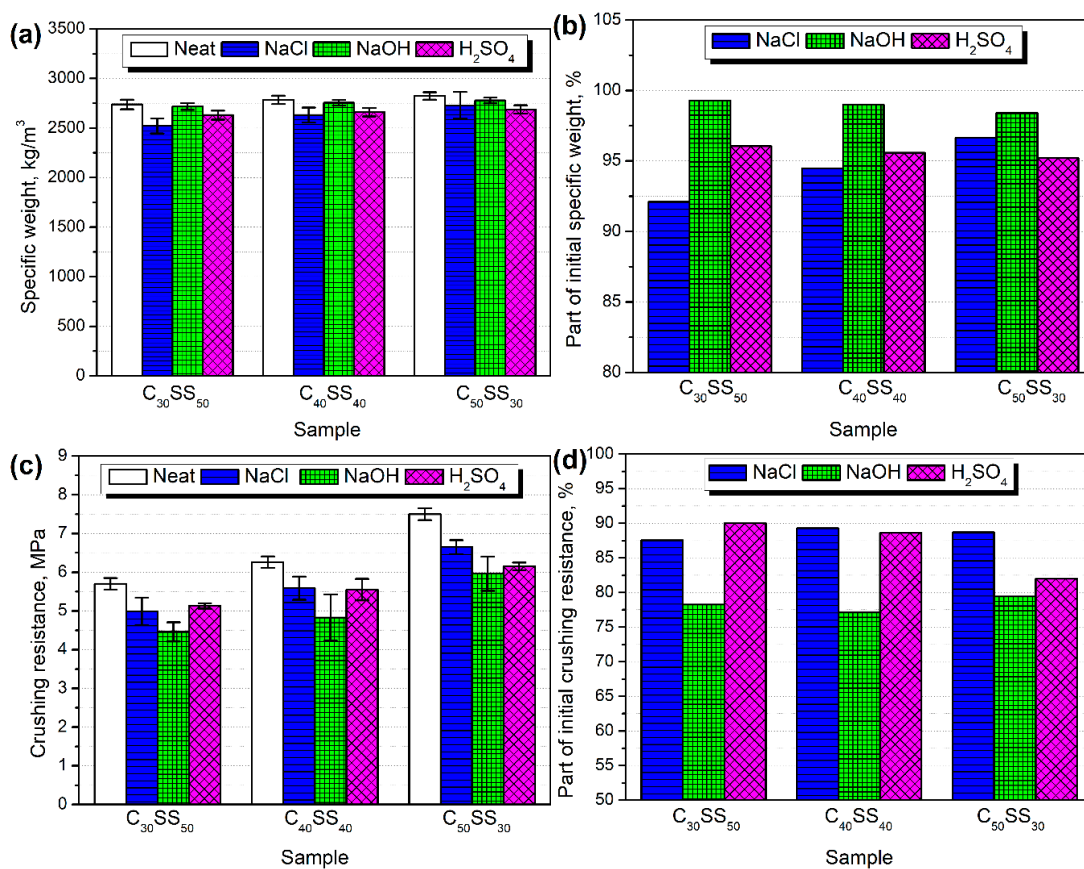 (a)
Neat NaCl NaOH H₂SO₄
Specific weight, kg/m³
3500
3000
2500
2000
1500
1000
500
0
C₃₀SS₅₀ C₄₀SS₄₀ C₅₀SS₃₀
Sample
(b)
NaCl NaOH H₂SO₄
Part of initial specific weight, %
105
100
95
90
85
80
C₃₀SS₅₀ C₄₀SS₄₀ C₅₀SS₃₀
Sample
(c)
Neat NaCl NaOH H₂SO₄
Crushing resistance, MPa
9
8
7
6
5
4
3
2
1
0
C₃₀SS₅₀ C₄₀SS₄₀ C₅₀SS₃₀
Sample
(d)
NaCl NaOH H₂SO₄
Part of initial crushing resistance, %
100
95
90
85
80
75
70
65
60
55
50
C₃₀SS₅₀ C₄₀SS₄₀ C₅₀SS₃₀
Sample